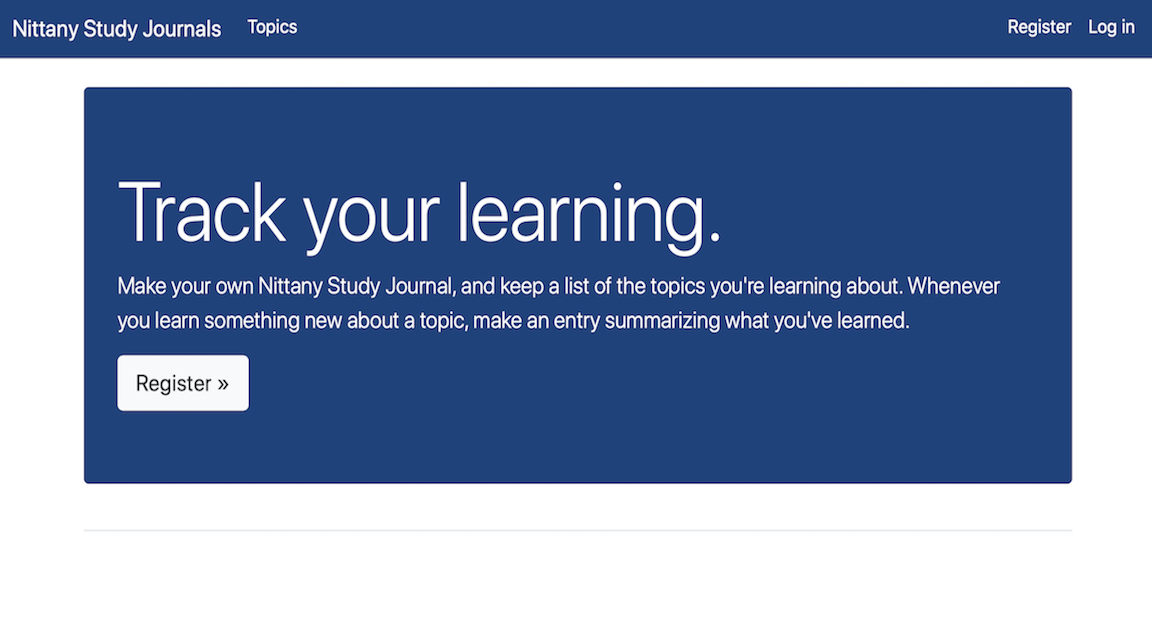 Nittany Study Journals Topics Register Log in
Track your learning.
Make your own Nittany Study Journal, and keep a list of the topics you're learning about. Whenever
you learn something new about a topic, make an entry summarizing what you've learned.
Register »